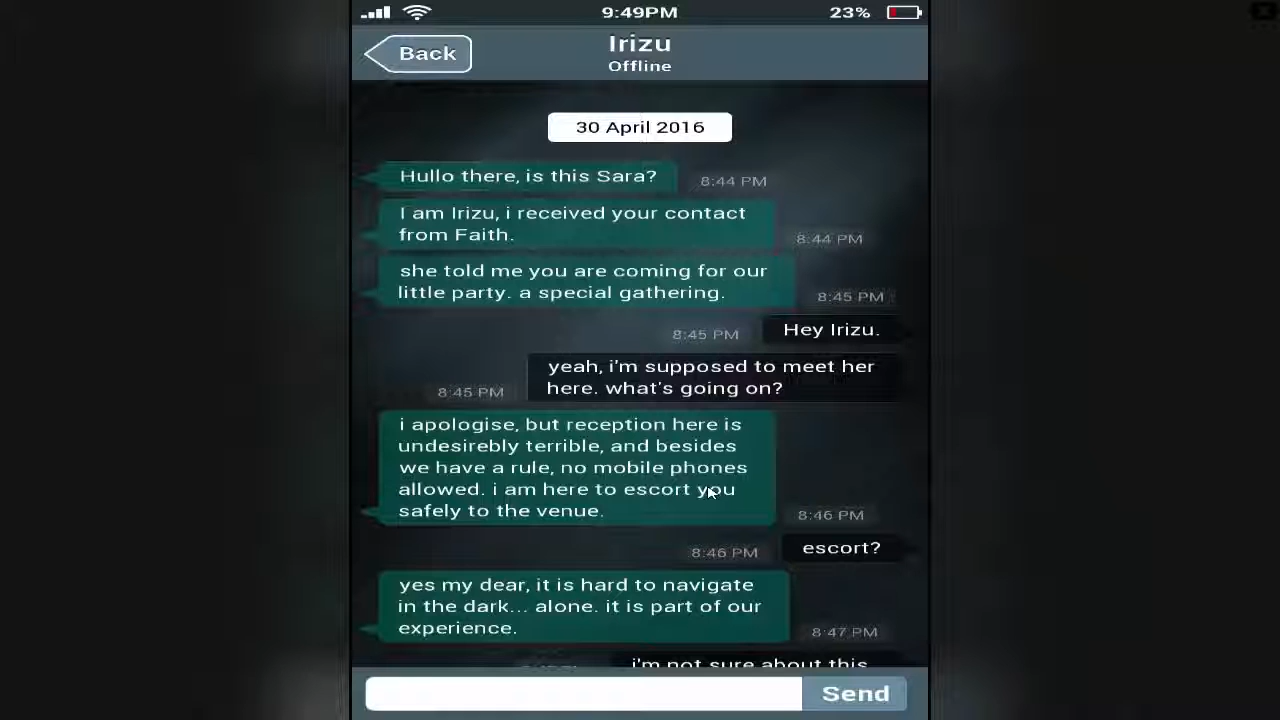 9:49PM
23%
Back
Irizu
Offline
30 April 2016
Hullo there, is this Sara?
8:44 PM
I am Irizu, i received your contact
from Faith.
8:44 PM
she told me you are coming for our
little party. a special gathering.
8:45 PM
Hey Irizu.
8:45 PM
yeah, i'm supposed to meet her
here. what's going on?
8:45 PM
i apologise, but reception here is
undesirebly terrible, and besides
we have a rule, no mobile phones
allowed. i am here to escort you
safely to the venue.
8:46 PM
escort?
8:46 PM
yes my dear, it is hard to navigate
in the dark... alone. it is part of our
experience.
8:47 PM
i'm not sure about this
Send